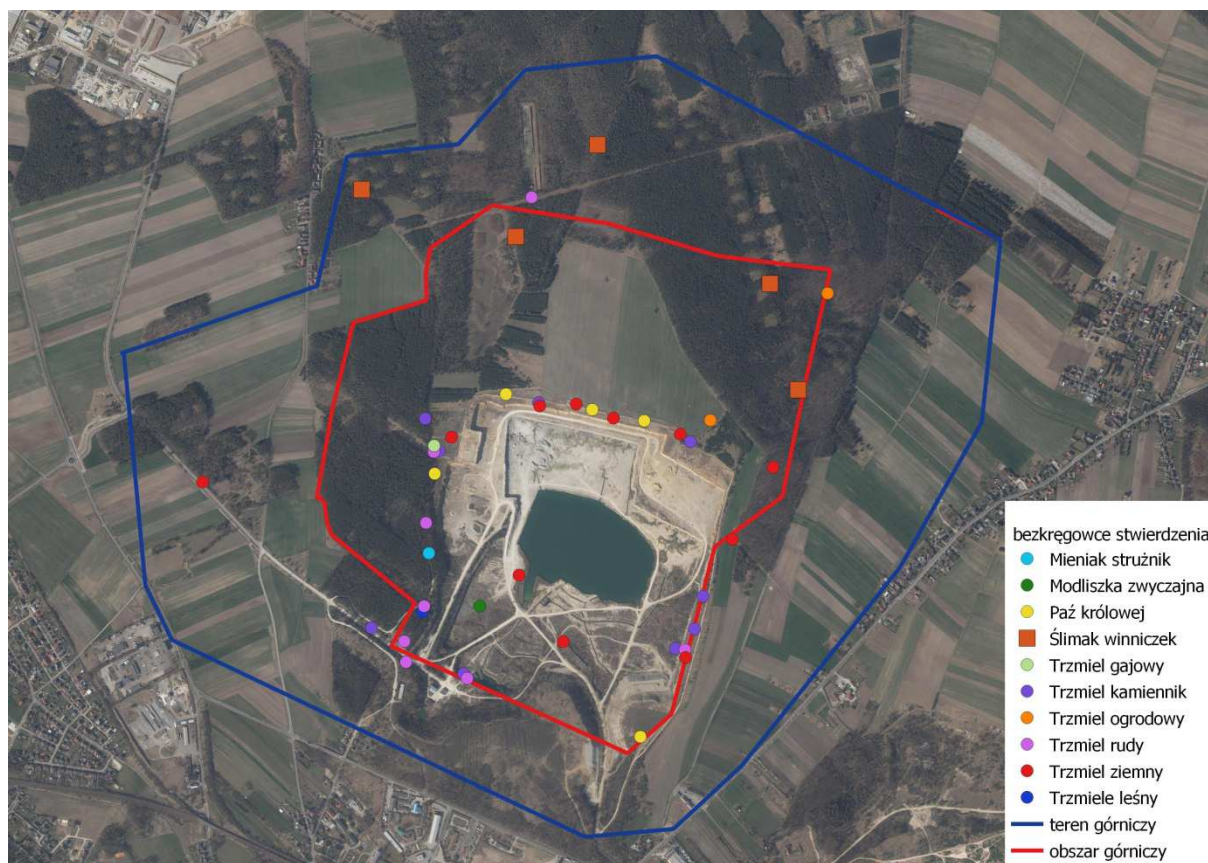 bezkręgowce stwierdzenia
Mieniak strużnik
Modliszka zwyczajna
Paź królowej
Ślimak winniczek
Trzmiel gajowy
Trzmiel kamiennik
Trzmiel ogrodowy
Trzmiel rudy
Trzmiel ziemny
Trzmiele leśny
teren górniczy
obszar górniczy